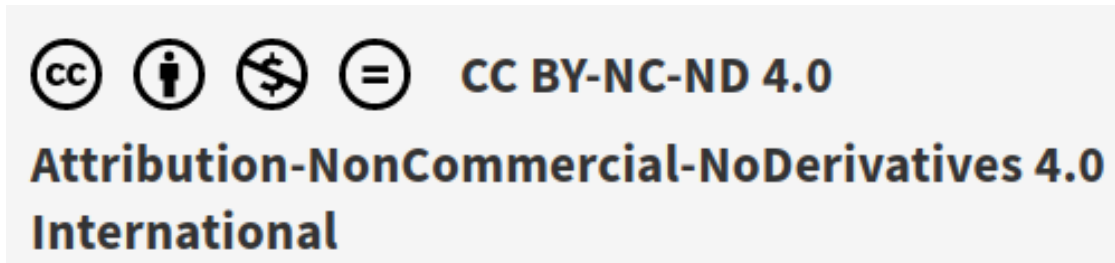 CC BY-NC-ND 4.0
Attribution-NonCommercial-NoDerivatives 4.0
International